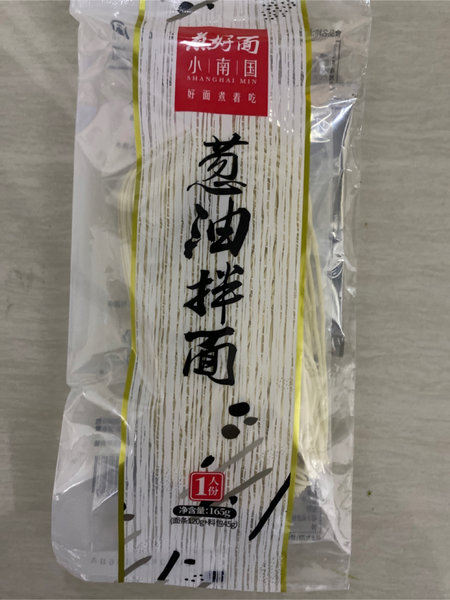 煮好面
小南国
SHANGHAI MIN
好面煮着吃
葱油拌面
1人份
净含量:165g
(面条120g+料包45g)